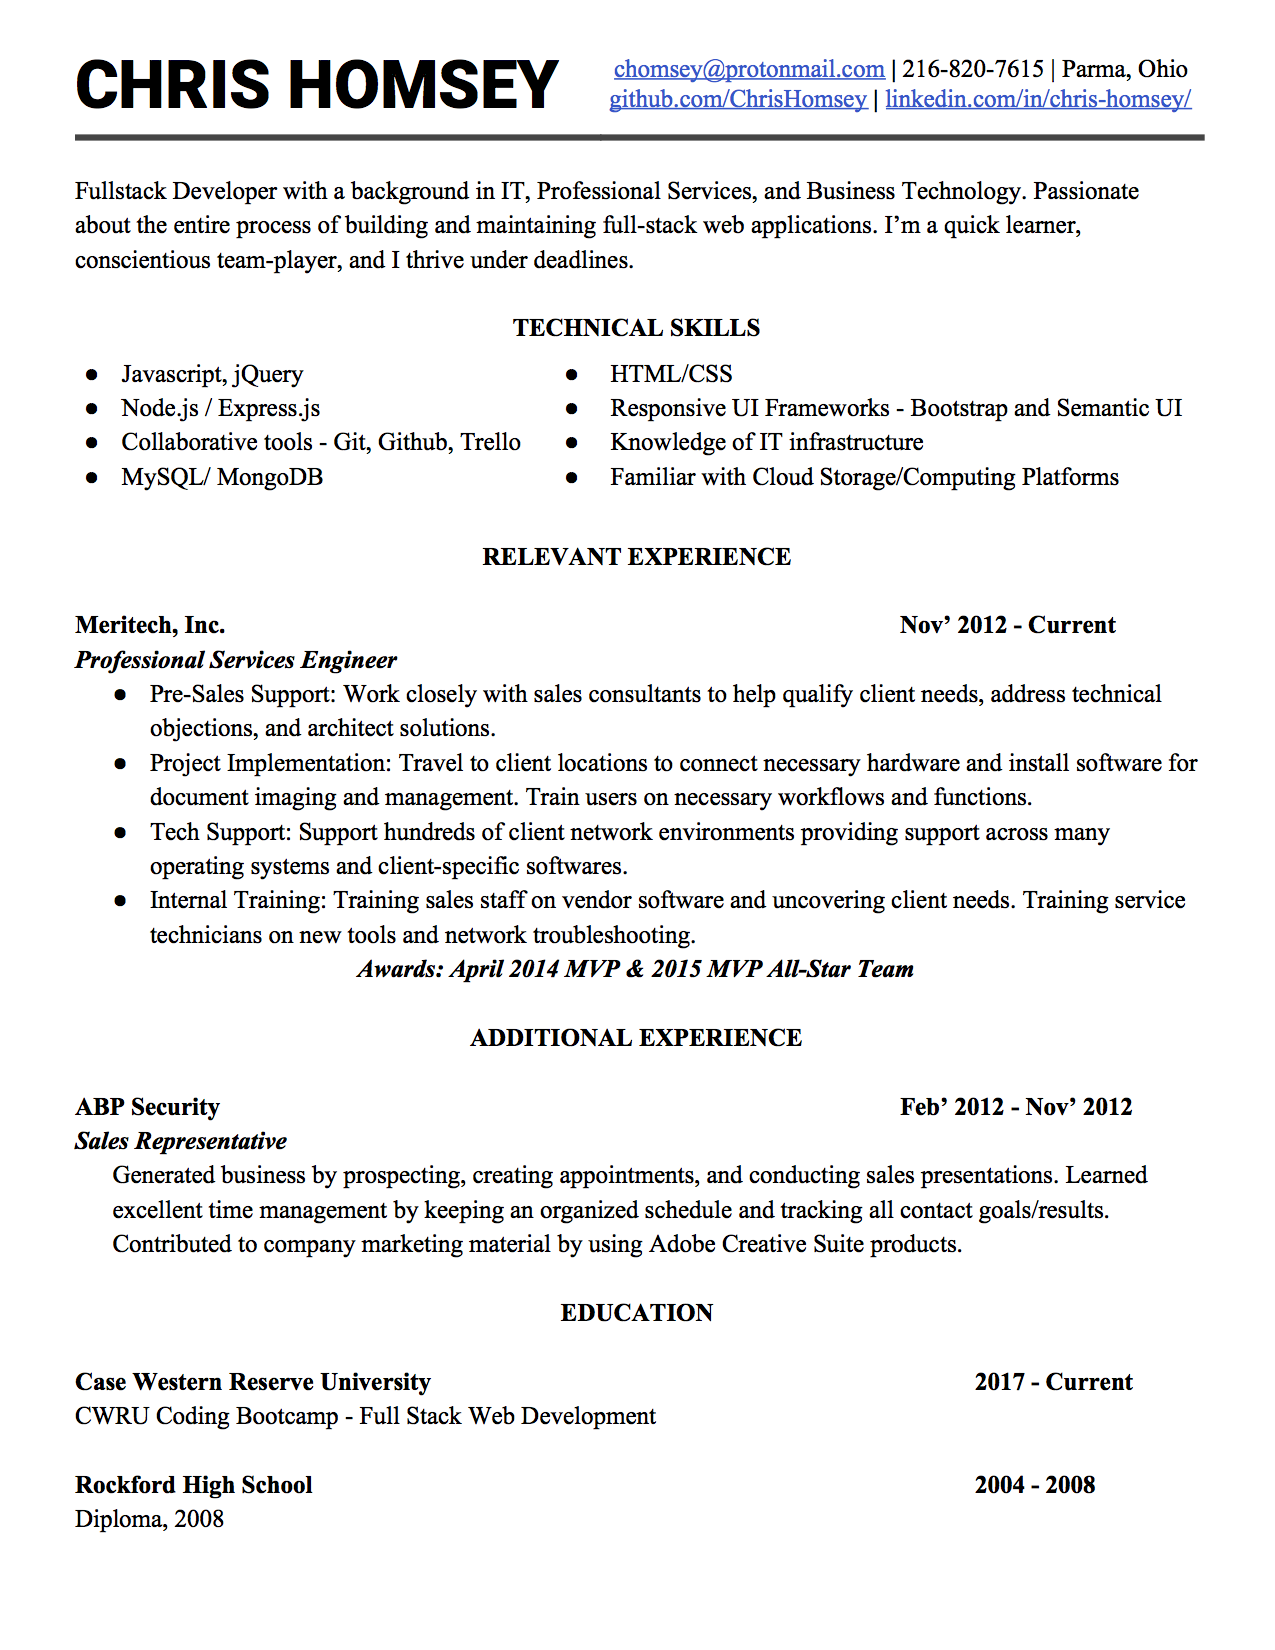 CHRIS HOMSEY
chomsey@protonmail.com | 216-820-7615 | Parma, Ohio
github.com/ChrisHomsey | linkedin.com/in/chris-homsey/
Fullstack Developer with a background in IT, Professional Services, and Business Technology. Passionate
about the entire process of building and maintaining full-stack web applications. I’m a quick learner,
conscientious team-player, and I thrive under deadlines.
TECHNICAL SKILLS
● Javascript, jQuery
● Node.js / Express.js
● Collaborative tools - Git, Github, Trello
● MySQL/ MongoDB
● HTML/CSS
● Responsive UI Frameworks - Bootstrap and Semantic UI
● Knowledge of IT infrastructure
● Familiar with Cloud Storage/Computing Platforms
RELEVANT EXPERIENCE
Meritech, Inc. Nov’ 2012 - Current
Professional Services Engineer
● Pre-Sales Support: Work closely with sales consultants to help qualify client needs, address technical
objections, and architect solutions.
● Project Implementation: Travel to client locations to connect necessary hardware and install software for
document imaging and management. Train users on necessary workflows and functions.
● Tech Support: Support hundreds of client network environments providing support across many
operating systems and client-specific softwares.
● Internal Training: Training sales staff on vendor software and uncovering client needs. Training service
technicians on new tools and network troubleshooting.
Awards: April 2014 MVP & 2015 MVP All-Star Team
ADDITIONAL EXPERIENCE
ABP Security Feb’ 2012 - Nov’ 2012
Sales Representative
Generated business by prospecting, creating appointments, and conducting sales presentations. Learned
excellent time management by keeping an organized schedule and tracking all contact goals/results.
Contributed to company marketing material by using Adobe Creative Suite products.
EDUCATION
Case Western Reserve University 2017 - Current
CWRU Coding Bootcamp - Full Stack Web Development
Rockford High School 2004 - 2008
Diploma, 2008